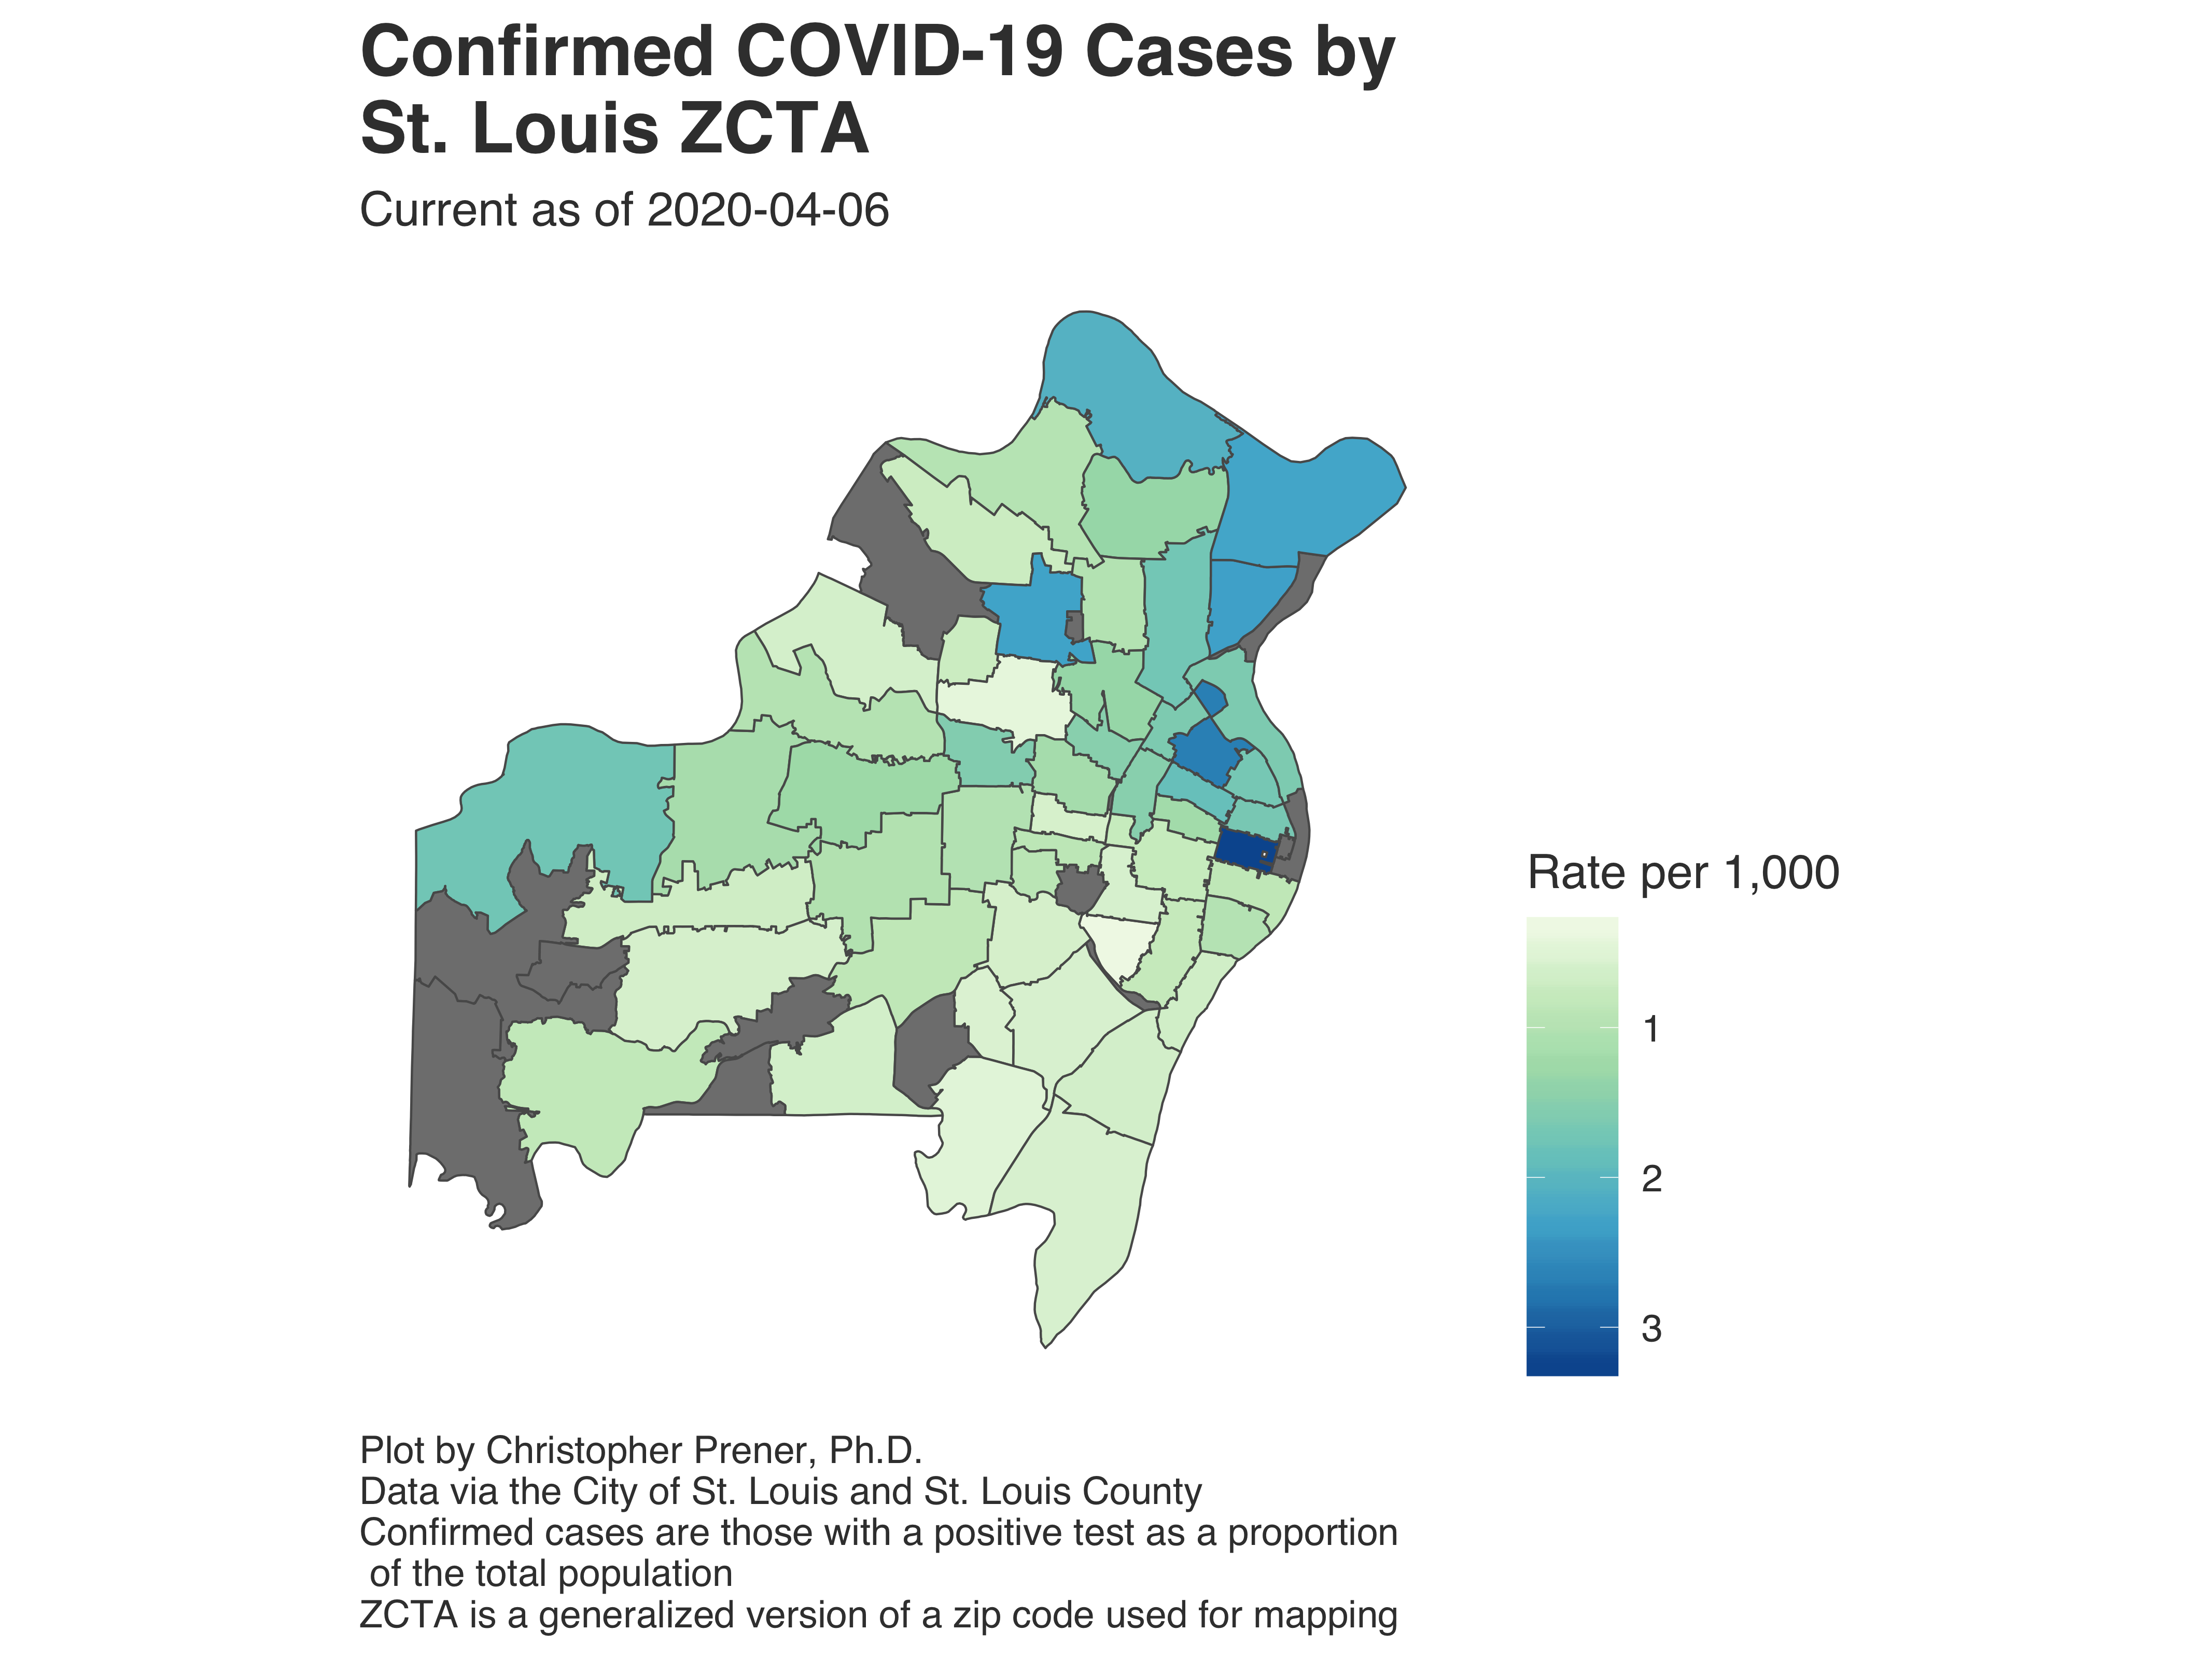 Confirmed COVID-19 Cases by
St. Louis ZCTA
Current as of 2020-04-06
Rate per 1,000
1
2
3
Plot by Christopher Prener, Ph.D.
Data via the City of St. Louis and St. Louis County
Confirmed cases are those with a positive test as a proportion
of the total population
ZCTA is a generalized version of a zip code used for mapping